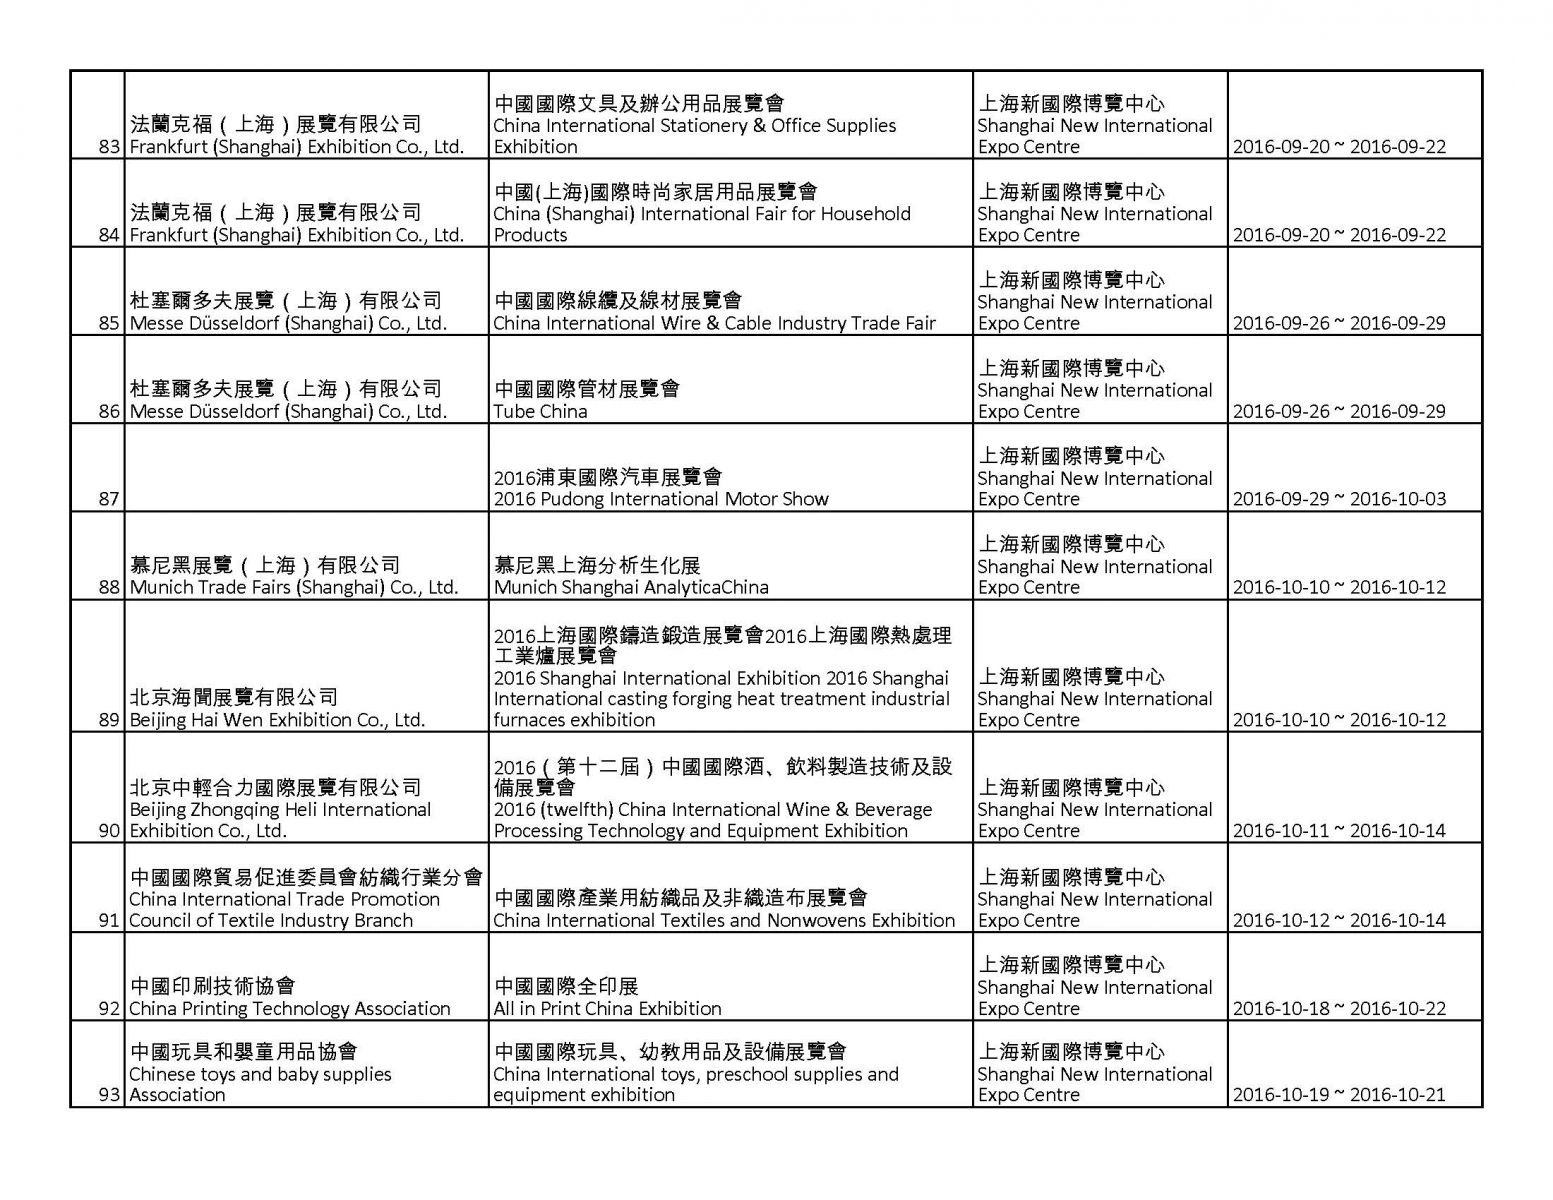 83
法蘭克福（上海）展覽有限公司
Frankfurt (Shanghai) Exhibition Co., Ltd.
中國國際文具及辦公用品展覽會
China International Stationery & Office Supplies
Exhibition
上海新國際博覽中心
Shanghai New International
Expo Centre
2016-09-20 ~ 2016-09-22
84
法蘭克福（上海）展覽有限公司
Frankfurt (Shanghai) Exhibition Co., Ltd.
中國(上海)國際時尚家居用品展覽會
China (Shanghai) International Fair for Household
Products
上海新國際博覽中心
Shanghai New International
Expo Centre
2016-09-20 ~ 2016-09-22
85
杜塞爾多夫展覽（上海）有限公司
Messe Düsseldorf (Shanghai) Co., Ltd.
中國國際線纜及線材展覽會
China International Wire & Cable Industry Trade Fair
上海新國際博覽中心
Shanghai New International
Expo Centre
2016-09-26 ~ 2016-09-29
86
杜塞爾多夫展覽（上海）有限公司
Messe Düsseldorf (Shanghai) Co., Ltd.
中國國際管材展覽會
Tube China
上海新國際博覽中心
Shanghai New International
Expo Centre
2016-09-26 ~ 2016-09-29
87
2016浦東國際汽車展覽會
2016 Pudong International Motor Show
上海新國際博覽中心
Shanghai New International
Expo Centre
2016-09-29 ~ 2016-10-03
88
慕尼黑展覽（上海）有限公司
Munich Trade Fairs (Shanghai) Co., Ltd.
慕尼黑上海分析生化展
Munich Shanghai AnalyticaChina
上海新國際博覽中心
Shanghai New International
Expo Centre
2016-10-10 ~ 2016-10-12
89
北京海聞展覽有限公司
Beijing Hai Wen Exhibition Co., Ltd.
2016上海國際鑄造鍛造展覽會2016上海國際熱處理
工業爐展覽會
2016 Shanghai International Exhibition 2016 Shanghai
International casting forging heat treatment industrial
furnaces exhibition
上海新國際博覽中心
Shanghai New International
Expo Centre
2016-10-10 ~ 2016-10-12
90
北京中輕合力國際展覽有限公司
Beijing Zhongqing Heli International
Exhibition Co., Ltd.
2016（第十二屆）中國國際酒、飲料製造技術及設
備展覽會
2016 (twelfth) China International Wine & Beverage
Processing Technology and Equipment Exhibition
上海新國際博覽中心
Shanghai New International
Expo Centre
2016-10-11 ~ 2016-10-14
91
中國國際貿易促進委員會紡織行業分會
China International Trade Promotion
Council of Textile Industry Branch
中國國際產業用紡織品及非織造布展覽會
China International Textiles and Nonwovens Exhibition
上海新國際博覽中心
Shanghai New International
Expo Centre
2016-10-12 ~ 2016-10-14
92
中國印刷技術協會
China Printing Technology Association
中國國際全印展
All in Print China Exhibition
上海新國際博覽中心
Shanghai New International
Expo Centre
2016-10-18 ~ 2016-10-22
93
中國玩具和嬰童用品協會
Chinese toys and baby supplies
Association
中國國際玩具、幼教用品及設備展覽會
China International toys, preschool supplies and
equipment exhibition
上海新國際博覽中心
Shanghai New International
Expo Centre
2016-10-19 ~ 2016-10-21